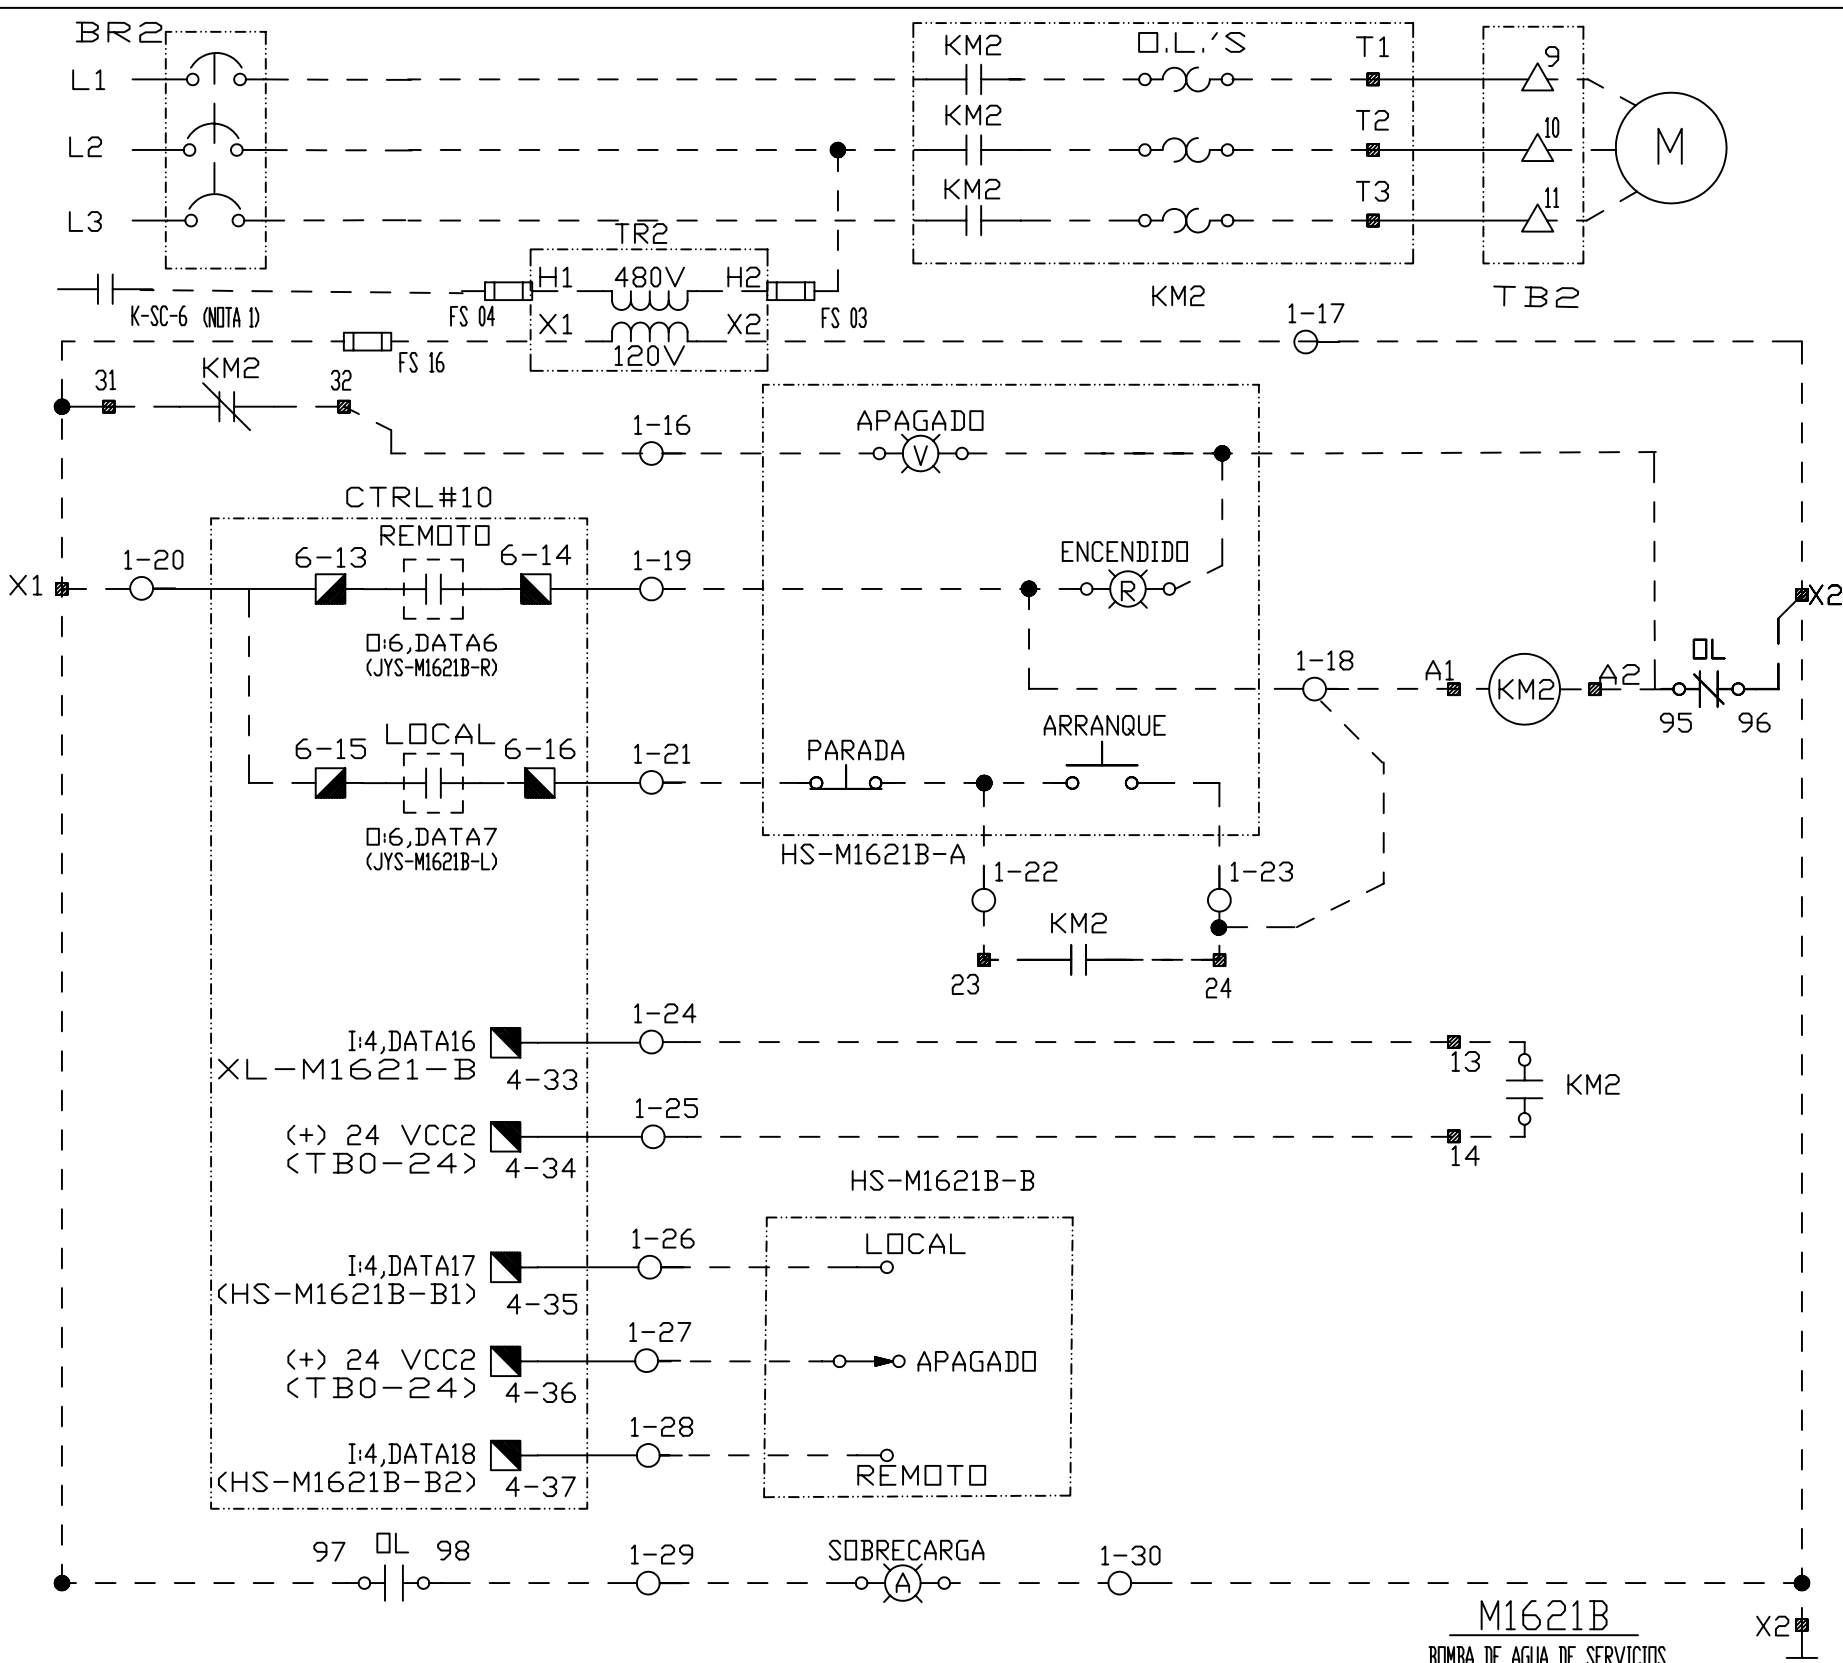 BR2
KM2 O.L.'S T1 9
L1
KM2 T2 10
L2 M
KM2 T3 11
L3
TR2
H1 480V H2
K-SC-6 (NOTA 1) FS 04 FS 03 KM2 TB2
X1 120V X2 1-17
FS 16
31 KM2 32
1-16 APAGADO
V
CTRL#10
REMOTO
1-20 6-13 6-14 1-19 ENCENDIDO
X1 R X2
O:6,DATA6
(JYS-M1621B-R)
1-18 A1 KM2 A2 OL
95 96
LOCAL
6-15 6-16 1-21 PARADA ARRANQUE
O:6,DATA7
(JYS-M1621B-L)
HS-M1621B-A
1-22 1-23
KM2
23 24
I:4,DATA16 1-24
XL-M1621-B 4-33 13
KM2
(+) 24 VCC2 1-25
(TB0-24) 4-34 14
HS-M1621B-B
I:4,DATA17 1-26 LOCAL
(HS-M1621B-B1) 4-35
(+) 24 VCC2 1-27 APAGADO
(TB0-24) 4-36
I:4,DATA18 1-28
(HS-M1621B-B2) 4-37 REMOTO
97 OL 98 1-29 SOBRECARGA 1-30
A
M1621B
X2
BOMBA DE AGUA DE SERVICIOS